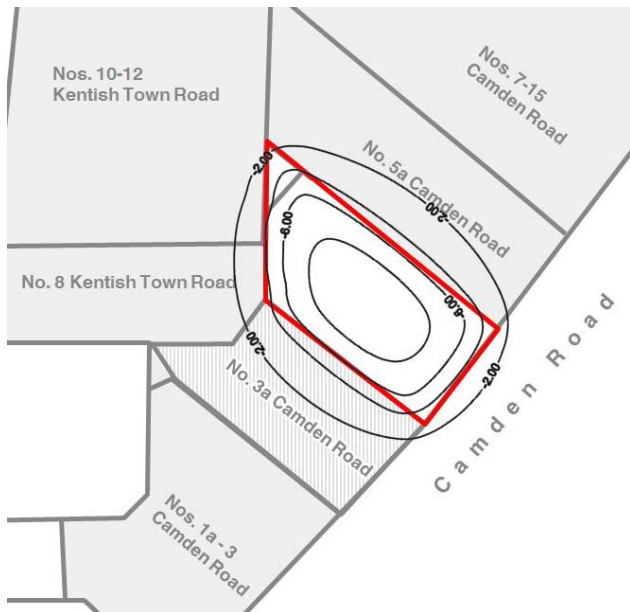 Nos. 10-12
Kentish Town Road
Nos. 7-15
Camden Road
No. 5a Camden Road
-2.00
-2.00
-6.00
No. 8 Kentish Town Road
-6.00
-2.00
-2.00
No. 3a Camden Road
Camden Road
Nos. 1a - 3
Camden Road